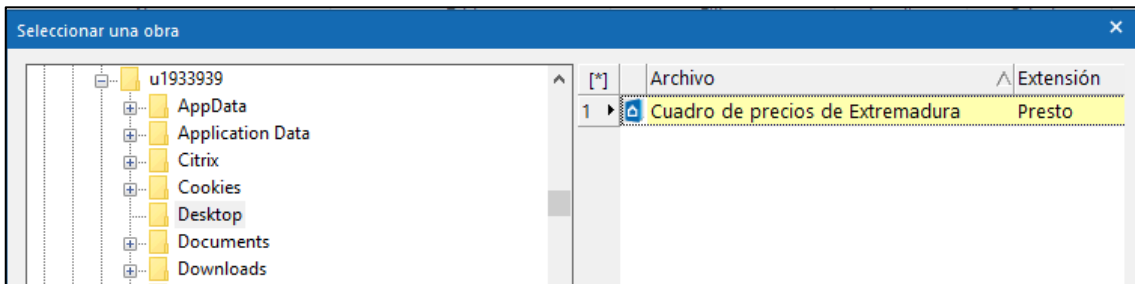 Seleccionar una obra
u1933939
AppData
Application Data
Citrix
Cookies
Desktop
Documents
Downloads
[*] Archivo Extensión
1 Cuadro de precios de Extremadura Presto